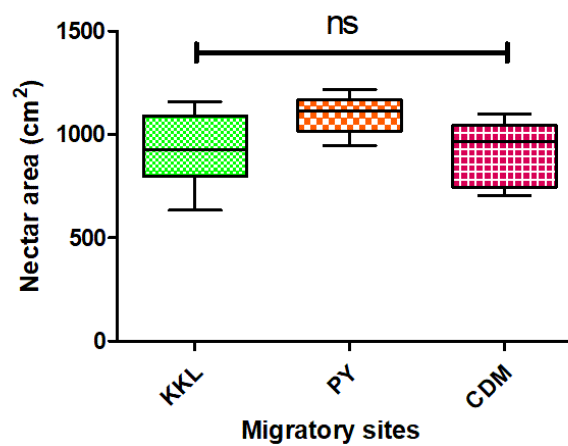 ns
Nectar area (cm²)
1500
1000
500
0
KKL
PY
CDM
Migratory sites